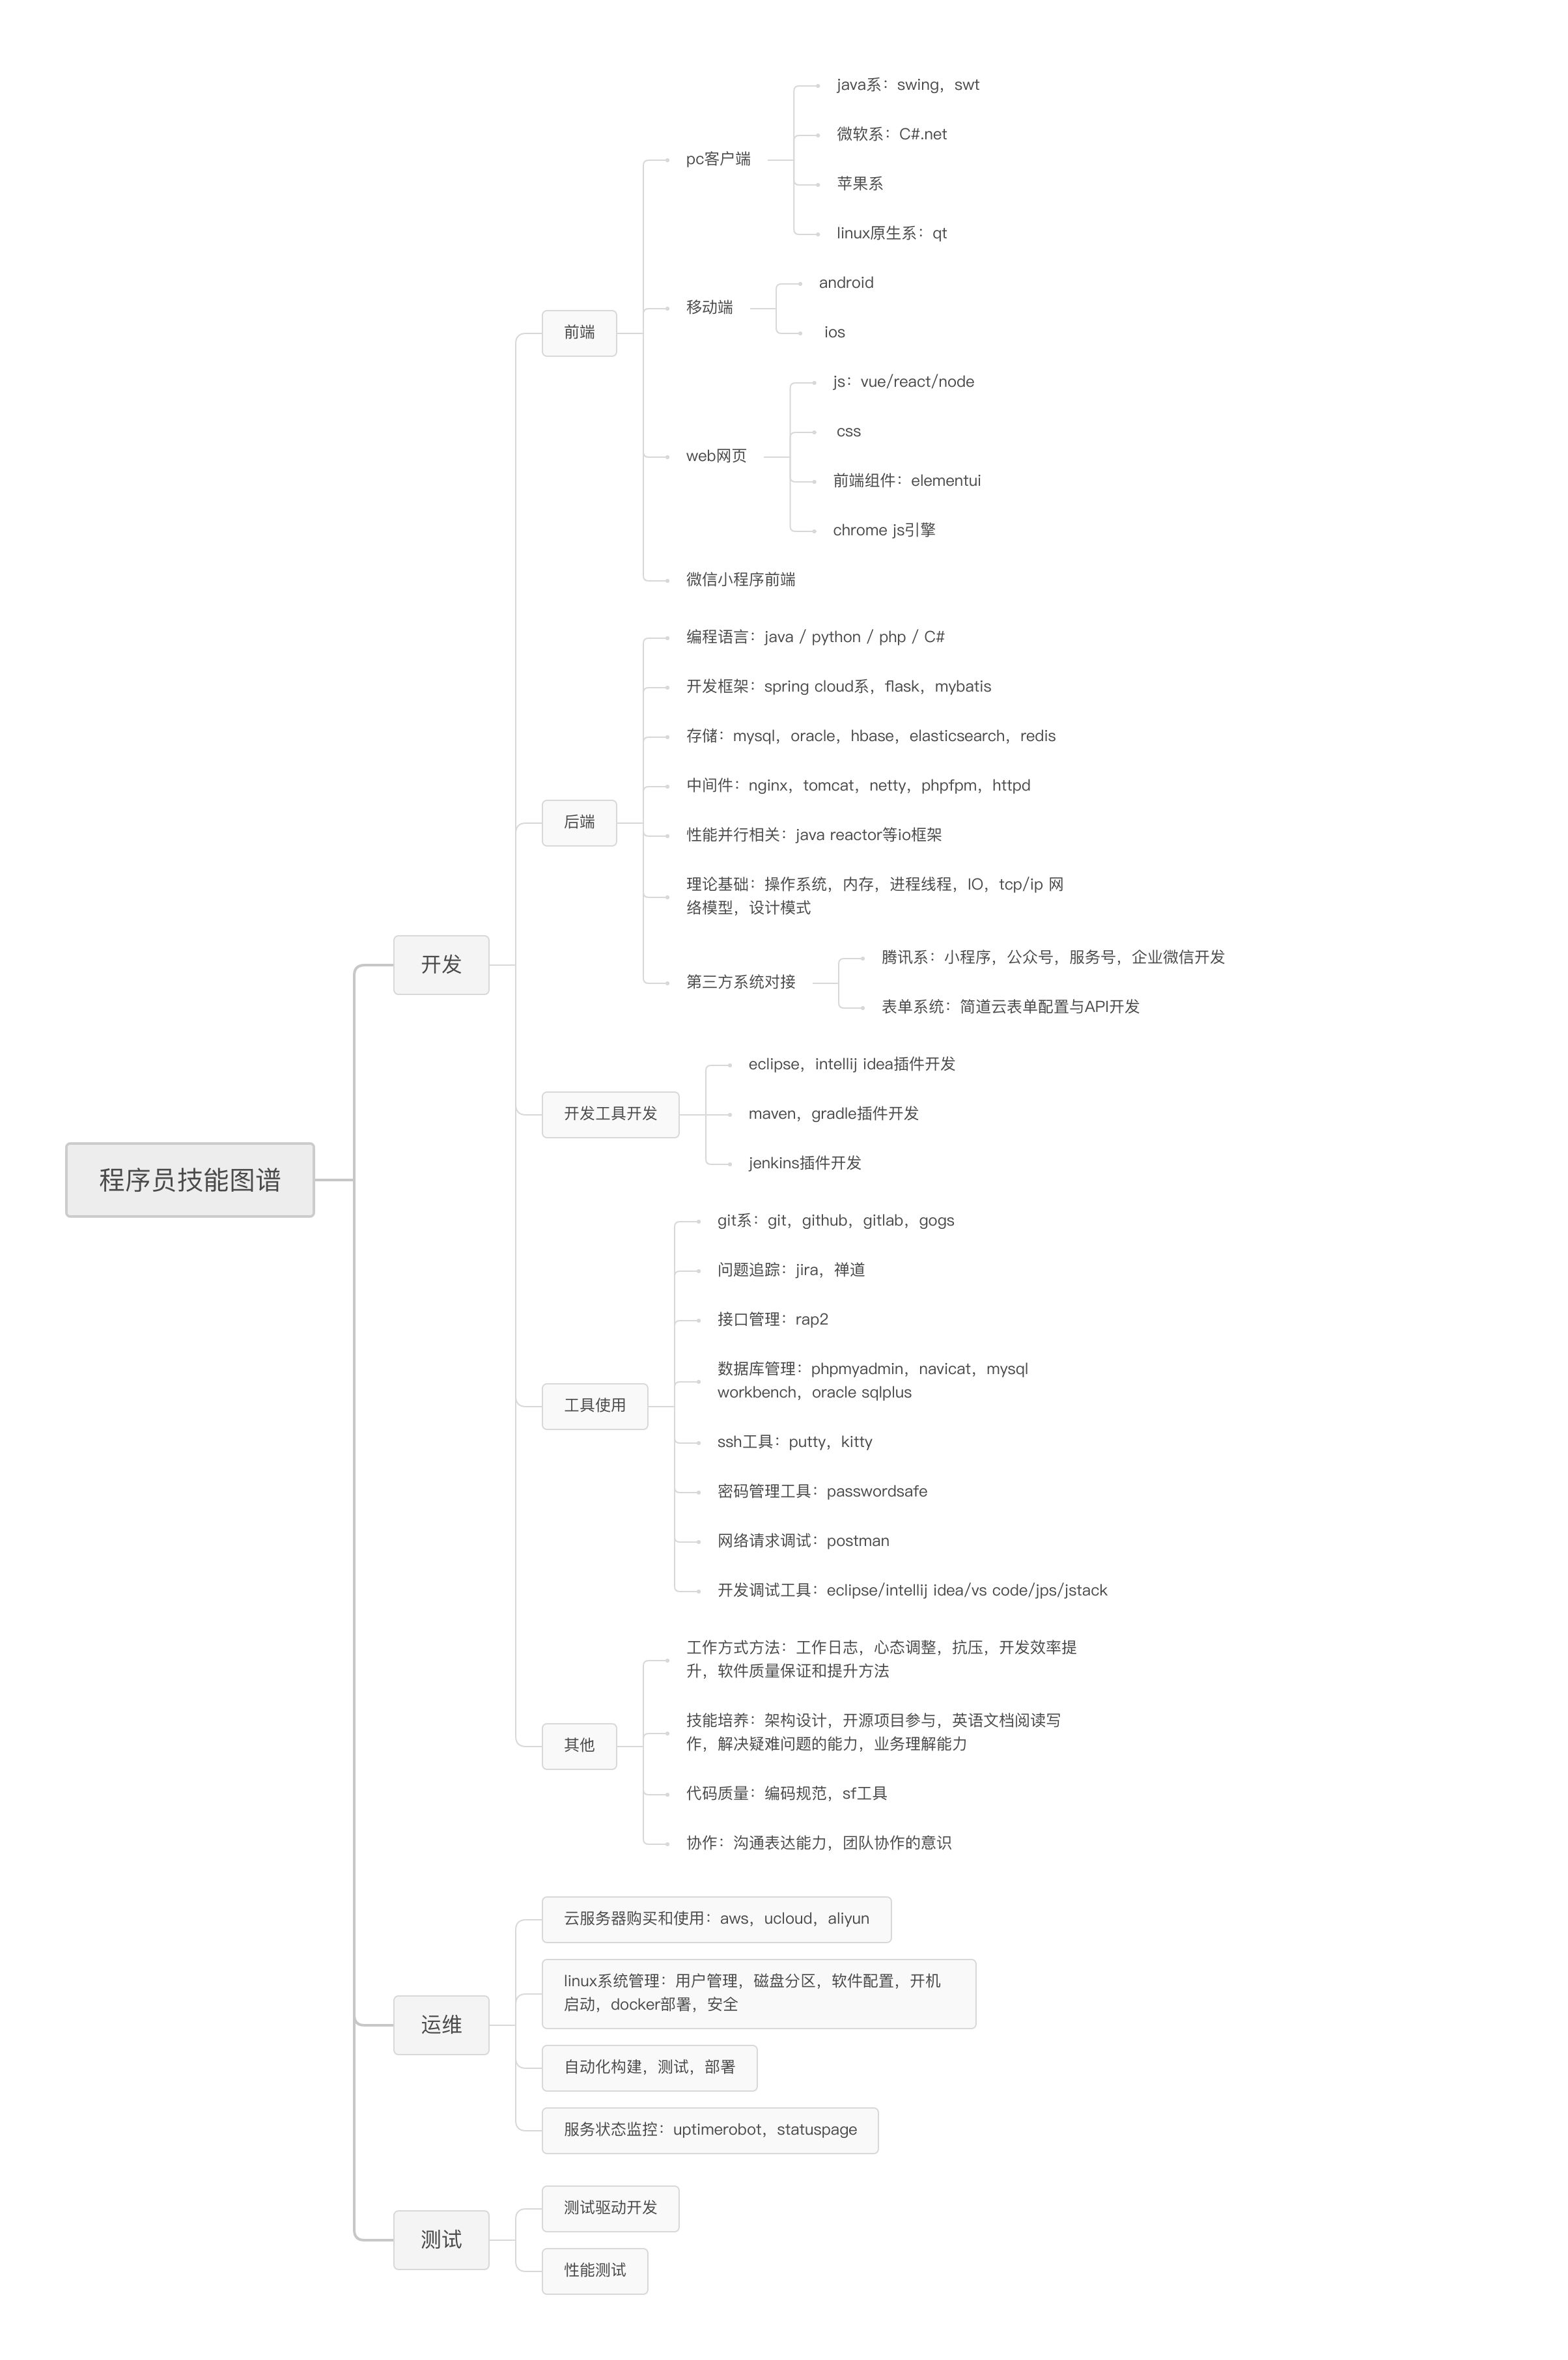 程序员技能图谱
开发
前端
pc客户端
java系：swing，swt
微软系：C#.net
苹果系
linux原生系：qt
移动端
android
ios
web网页
js：vue/react/node
css
前端组件：elementui
chrome js引擎
微信小程序前端
后端
编程语言：java / python / php / C#
开发框架：spring cloud系，flask，mybatis
存储：mysql，oracle，hbase，elasticsearch，redis
中间件：nginx，tomcat，netty，phpfpm，httpd
性能并行相关：java reactor等io框架
理论基础：操作系统，内存，进程线程，IO，tcp/ip 网
络模型，设计模式
第三方系统对接
腾讯系：小程序，公众号，服务号，企业微信开发
表单系统：简道云表单配置与API开发
开发工具开发
eclipse，intellij idea插件开发
maven，gradle插件开发
jenkins插件开发
工具使用
git系：git，github，gitlab，gogs
问题追踪：jira，禅道
接口管理：rap2
数据库管理：phpmyadmin，navicat，mysql
workbench，oracle sqlplus
ssh工具：putty，kitty
密码管理工具：passwordsafe
网络请求调试：postman
开发调试工具：eclipse/intellij idea/vs code/jps/jstack
其他
工作方式方法：工作日志，心态调整，抗压，开发效率提
升，软件质量保证和提升方法
技能培养：架构设计，开源项目参与，英语文档阅读写
作，解决疑难问题的能力，业务理解能力
代码质量：编码规范，sf工具
协作：沟通表达能力，团队协作的意识
运维
云服务器购买和使用：aws，ucloud，aliyun
linux系统管理：用户管理，磁盘分区，软件配置，开机
启动，docker部署，安全
自动化构建，测试，部署
服务状态监控：uptimerobot，statuspage
测试
测试驱动开发
性能测试